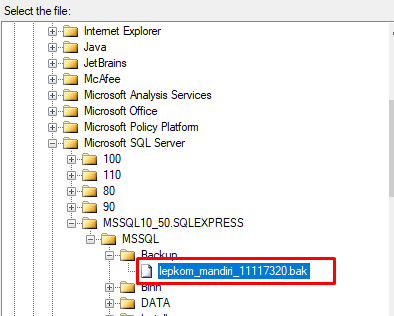 Select the file:
Internet Explorer
Java
JetBrains
McAfee
Microsoft Analysis Services
Microsoft Office
Microsoft Policy Platform
Microsoft SQL Server
100
110
80
90
MSSQL10_50.SQLEXPRESS
MSSQL
Backup
lepkom_mandiri_11117320.bak
Binn
DATA